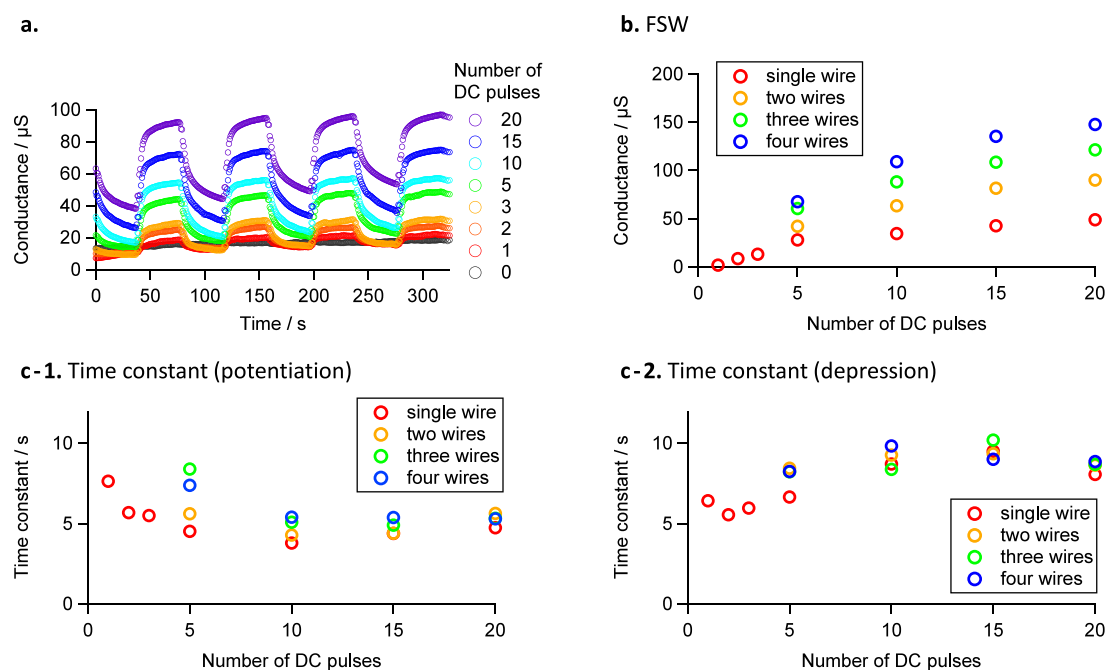 a.
Conductance / μS
100
80
60
40
20
0
0 50 100 150 200 250 300
Time / s
Number of
DC pulses
20
15
10
5
3
2
1
0
b. FSW
Conductance / μS
200
150
100
50
0
single wire
two wires
three wires
four wires
0 5 10 15 20
Number of DC pulses
c-1. Time constant (potentiation)
Time constant / s
10
5
0
single wire
two wires
three wires
four wires
0 5 10 15 20
Number of DC pulses
c-2. Time constant (depression)
Time constant / s
10
5
0
single wire
two wires
three wires
four wires
0 5 10 15 20
Number of DC pulses